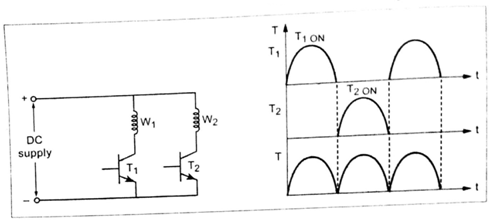 +
DC
supply
−
W1
W2
T1
T2
T
T1
T1 ON
t
T2
T2 ON
t
T
t